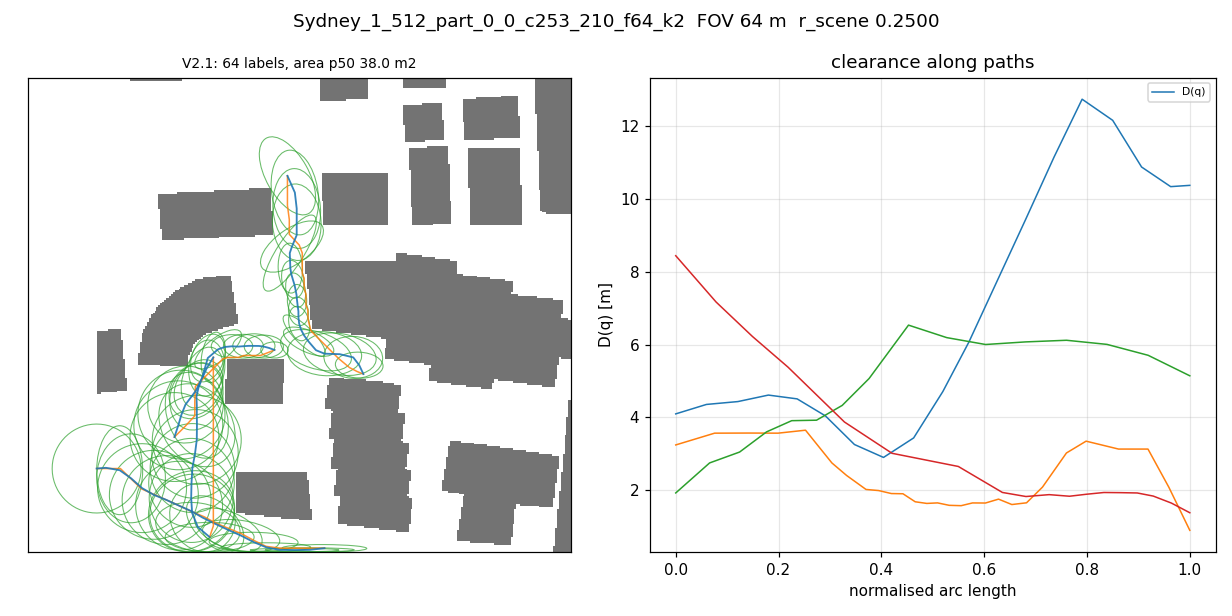 Sydney_1_512_part_0_0_c253_210_f64_k2  FOV 64 m  r_scene 0.2500
V2.1: 64 labels, area p50 38.0 m2
clearance along paths
D(q)
D(q) [m]
12
10
8
6
4
2
0.0 0.2 0.4 0.6 0.8 1.0
normalised arc length